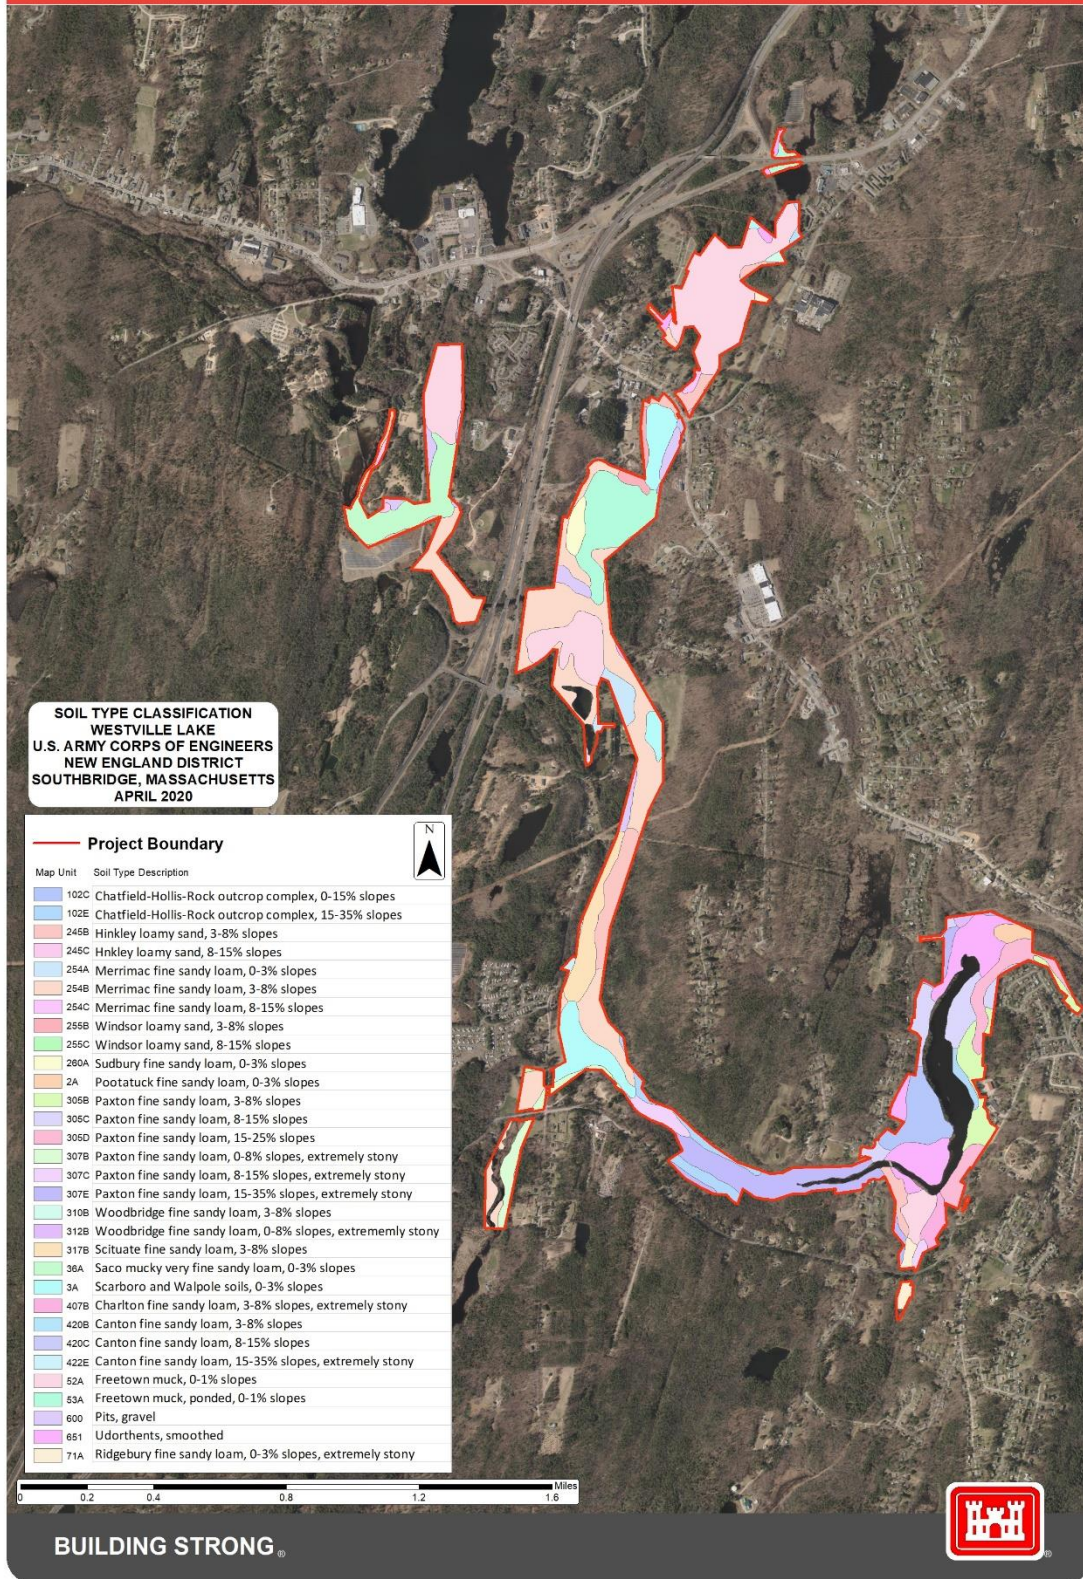 SOIL TYPE CLASSIFICATION
WESTVILLE LAKE
U.S. ARMY CORPS OF ENGINEERS
NEW ENGLAND DISTRICT
SOUTHBRIDGE, MASSACHUSETTS
APRIL 2020
Project Boundary
N
Map Unit Soil Type Description
102C Chatfield-Hollis-Rock outcrop complex, 0-15% slopes
102E Chatfield-Hollis-Rock outcrop complex, 15-35% slopes
245B Hinkley loamy sand, 3-8% slopes
245C Hnkley loamy sand, 8-15% slopes
254A Merrimac fine sandy loam, 0-3% slopes
254B Merrimac fine sandy loam, 3-8% slopes
254C Merrimac fine sandy loam, 8-15% slopes
255B Windsor loamy sand, 3-8% slopes
255C Windsor loamy sand, 8-15% slopes
260A Sudbury fine sandy loam, 0-3% slopes
2A Pootatuck fine sandy loam, 0-3% slopes
305B Paxton fine sandy loam, 3-8% slopes
305C Paxton fine sandy loam, 8-15% slopes
305D Paxton fine sandy loam, 15-25% slopes
307B Paxton fine sandy loam, 0-8% slopes, extremely stony
307C Paxton fine sandy loam, 8-15% slopes, extremely stony
307E Paxton fine sandy loam, 15-35% slopes, extremely stony
310B Woodbridge fine sandy loam, 3-8% slopes
312B Woodbridge fine sandy loam, 0-8% slopes, extrememly stony
317B Scituate fine sandy loam, 3-8% slopes
36A Saco mucky very fine sandy loam, 0-3% slopes
3A Scarboro and Walpole soils, 0-3% slopes
407B Charlton fine sandy loam, 3-8% slopes, extremely stony
420B Canton fine sandy loam, 3-8% slopes
420C Canton fine sandy loam, 8-15% slopes
422E Canton fine sandy loam, 15-35% slopes, extremely stony
52A Freetown muck, 0-1% slopes
53A Freetown muck, ponded, 0-1% slopes
600 Pits, gravel
651 Udorthents, smoothed
71A Ridgebury fine sandy loam, 0-3% slopes, extremely stony
Miles
0 0.2 0.4 0.8 1.2 1.6
BUILDING STRONG®
®